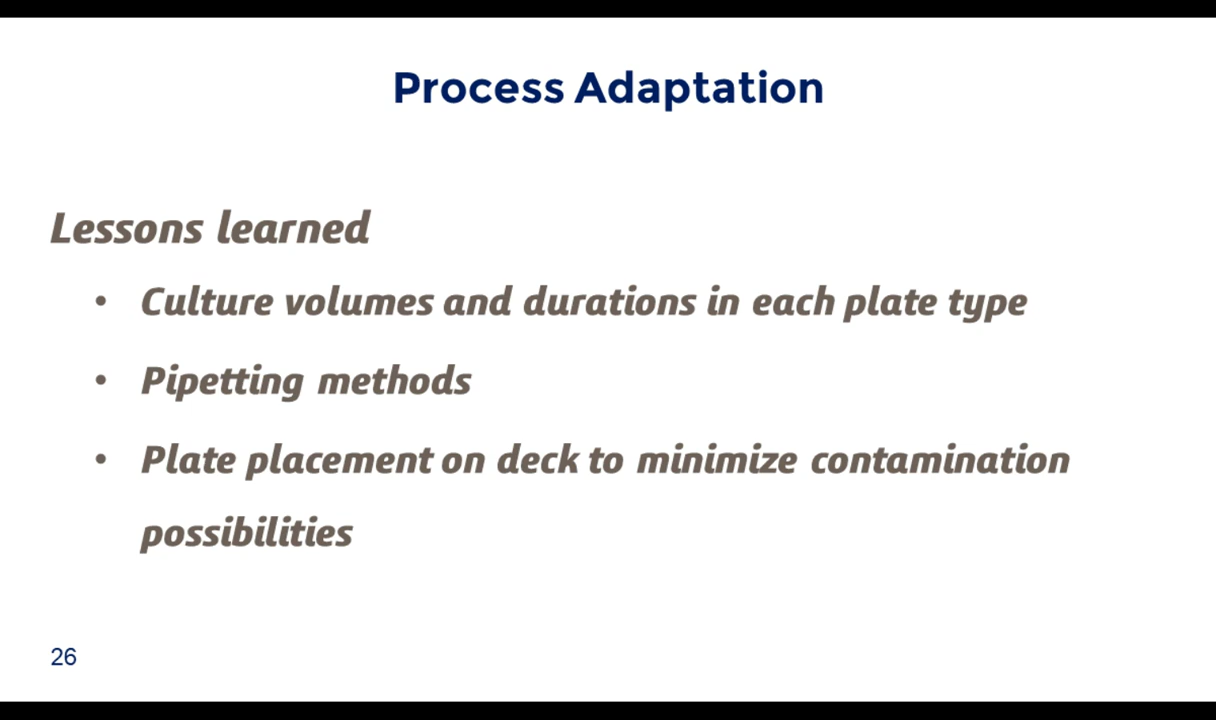 Process Adaptation
Lessons learned
• Culture volumes and durations in each plate type
• Pipetting methods
• Plate placement on deck to minimize contamination
possibilities
26